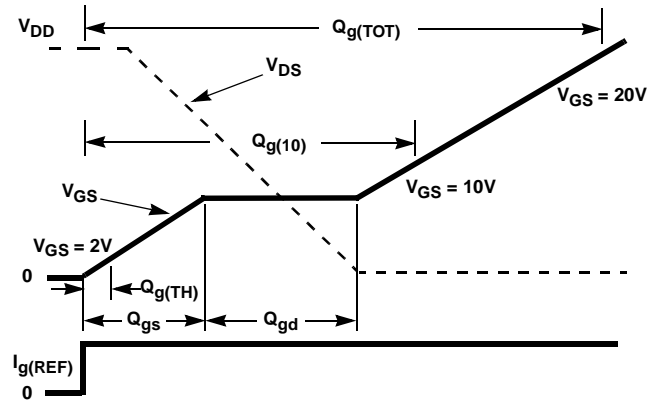 V_DD
Q_g(TOT)
V_DS
V_GS = 20V
Q_g(10)
V_GS
V_GS = 10V
V_GS = 2V
0
Q_g(TH)
Q_gs
Q_gd
I_g(REF)
0